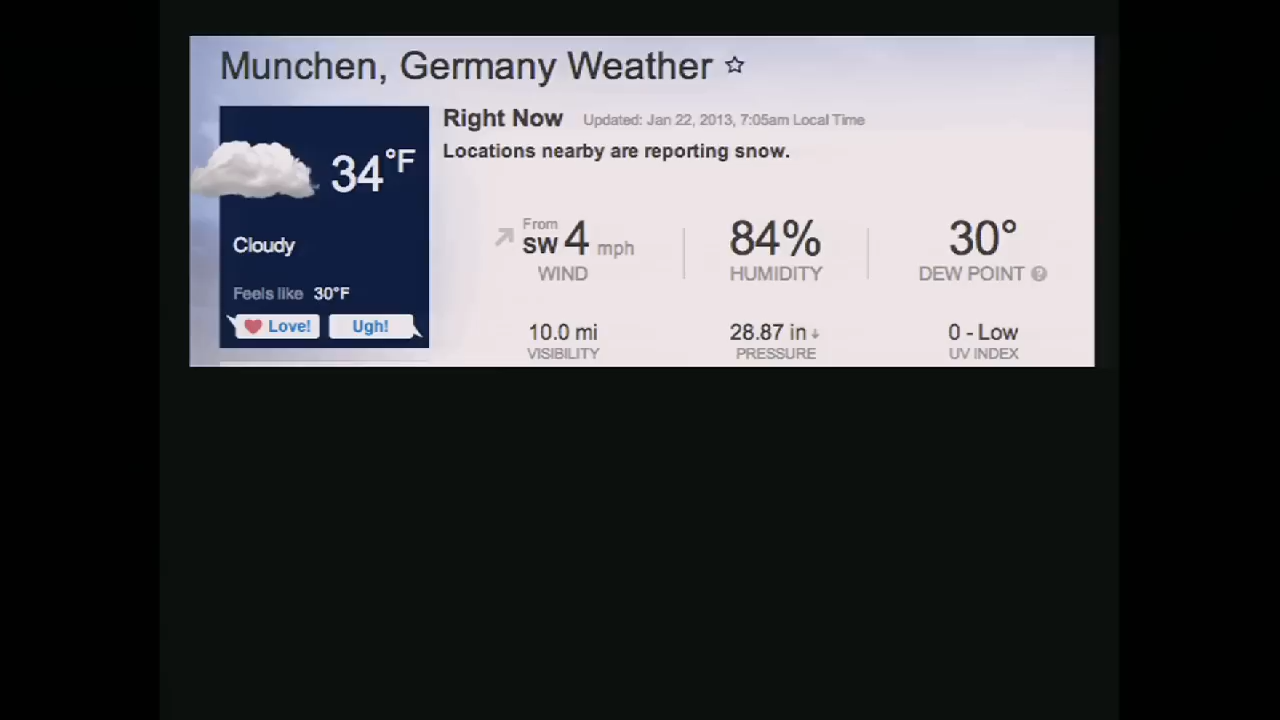 Munchen, Germany Weather
Right Now Updated: Jan 22, 2013, 7:05am Local Time
Locations nearby are reporting snow.
34°F
Cloudy
Feels like 30°F
Love! Ugh!
From SW 4 mph
WIND
84%
HUMIDITY
30°
DEW POINT ?
10.0 mi
VISIBILITY
28.87 in
PRESSURE
0 - Low
UV INDEX